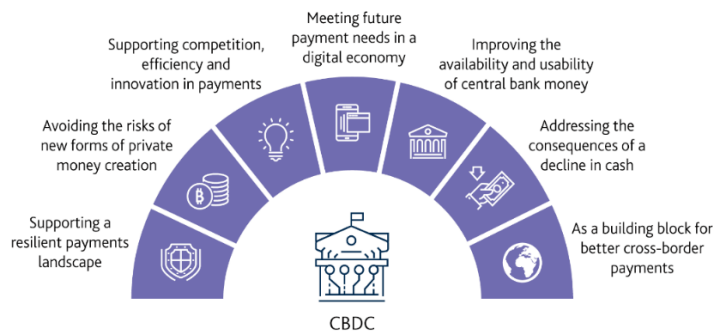 Supporting a
resilient payments
landscape
Avoiding the risks of
new forms of private
money creation
Supporting competition,
efficiency and
innovation in payments
Meeting future
payment needs in a
digital economy
Improving the
availability and usability
of central bank money
Addressing the
consequences of a
decline in cash
As a building block for
better cross-border
payments
CBDC